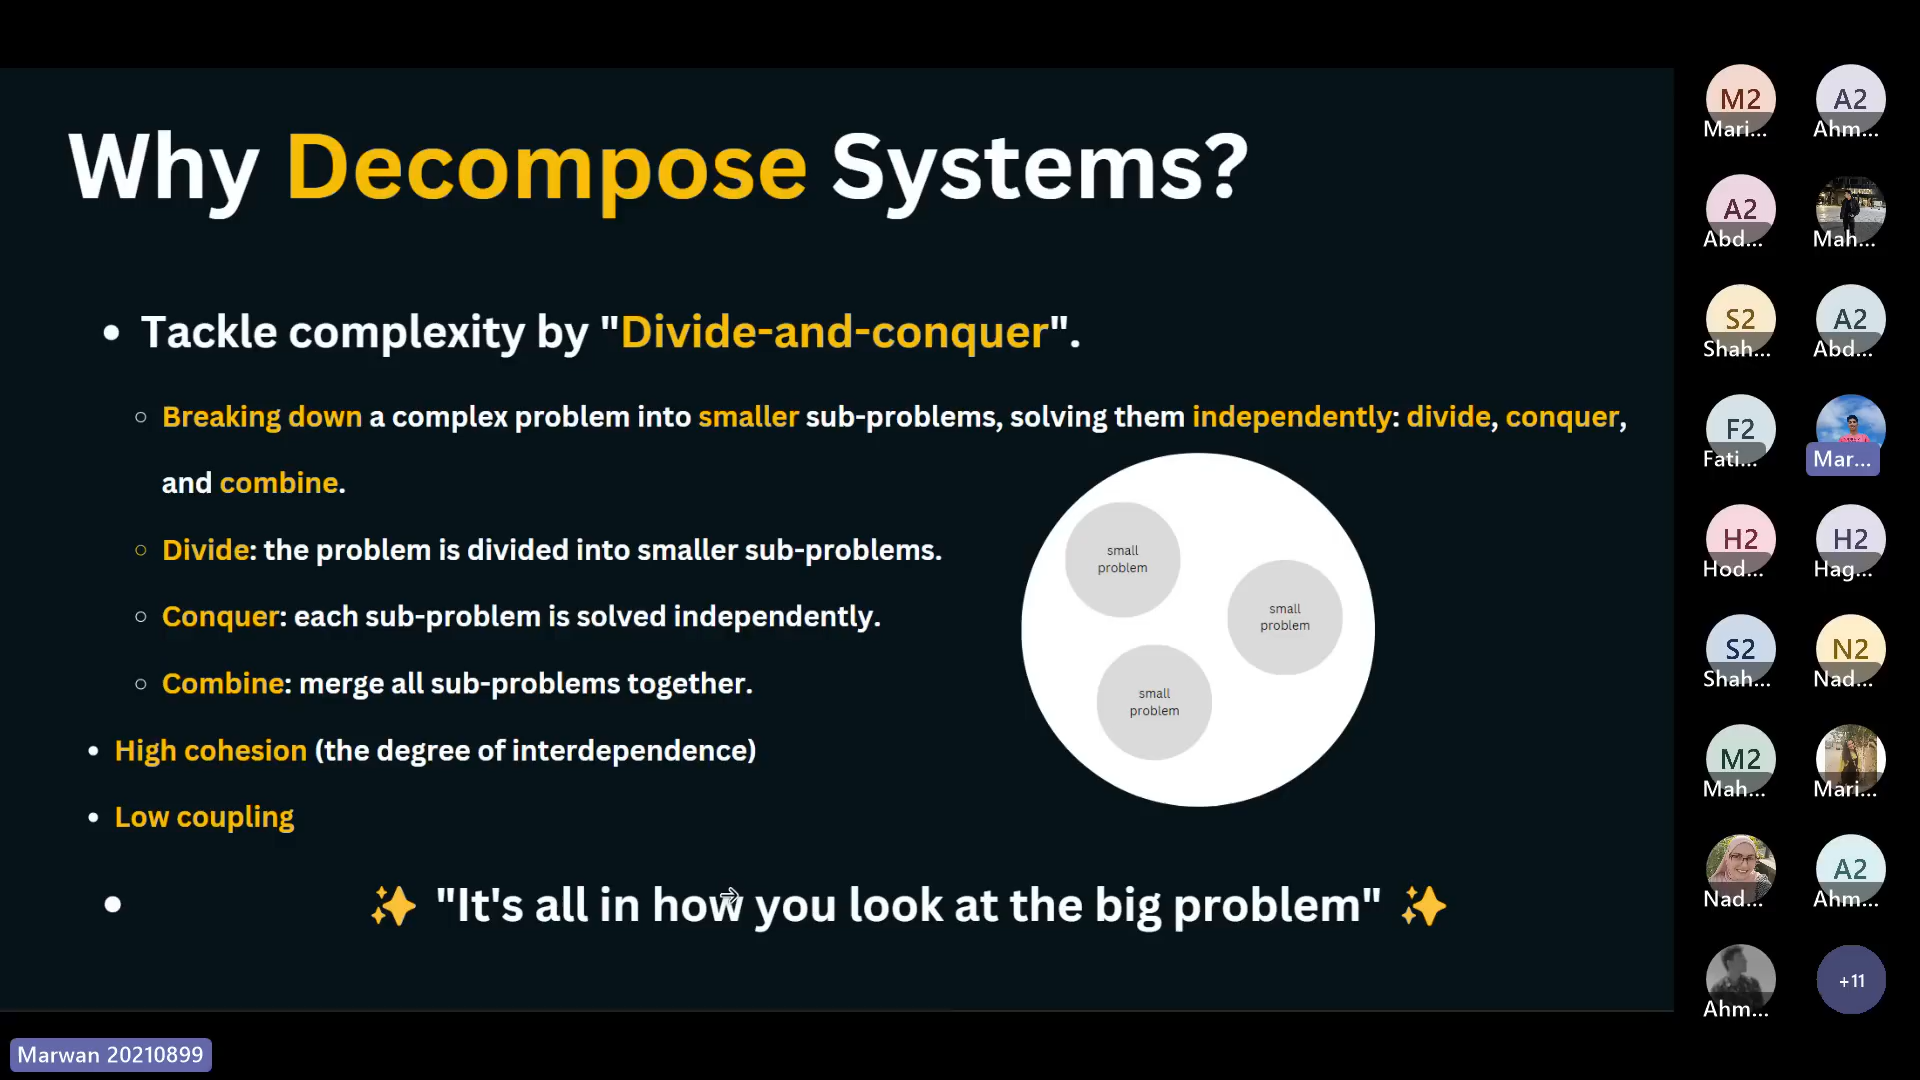 Why Decompose Systems?
• Tackle complexity by "Divide-and-conquer".
○ Breaking down a complex problem into smaller sub-problems, solving them independently: divide, conquer,
and combine.
○ Divide: the problem is divided into smaller sub-problems.
○ Conquer: each sub-problem is solved independently.
○ Combine: merge all sub-problems together.
• High cohesion (the degree of interdependence)
• Low coupling
• ✨ "It's all in how you look at the big problem" ✨
small
problem
small
problem
small
problem
M2
Mari...
A2
Ahm...
A2
Abd...
Mah...
S2
Shah...
A2
Abd...
F2
Fati...
Mar...
H2
Hod...
H2
Hag...
S2
Shah...
N2
Nad...
M2
Mah...
Mari...
Nad...
A2
Ahm...
Ahm...
+11
Marwan 20210899